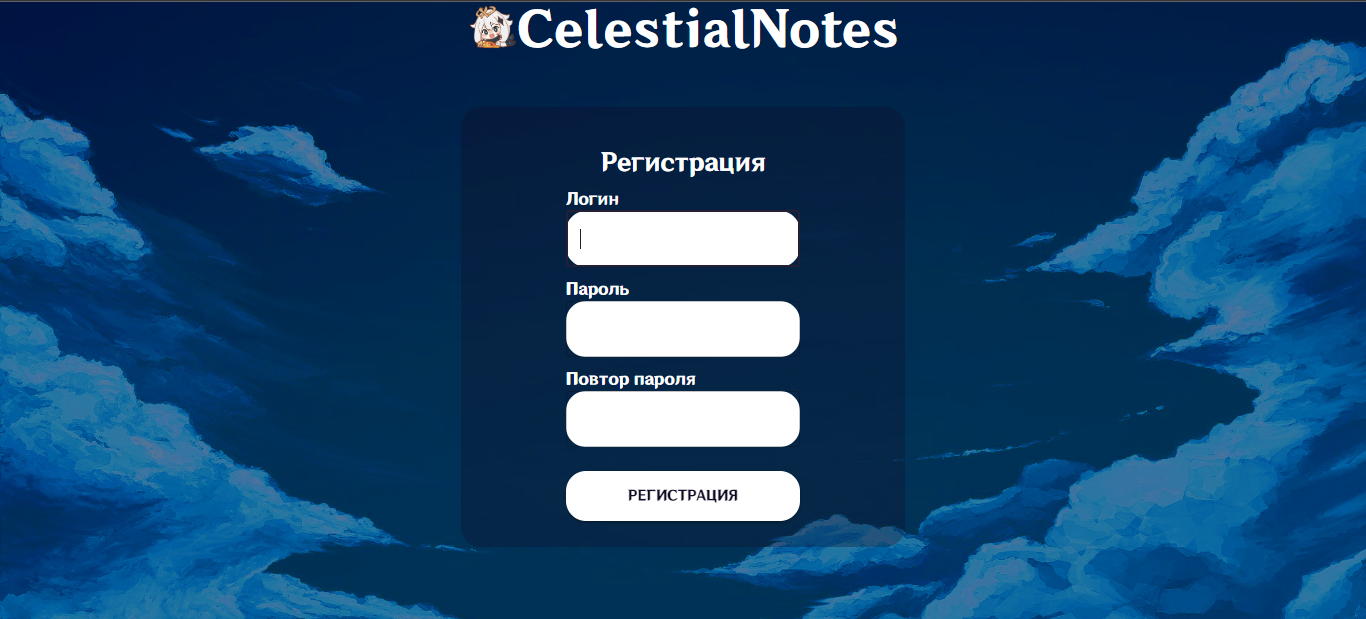 CelestialNotes
Регистрация
Логин
Пароль
Повтор пароля
РЕГИСТРАЦИЯ